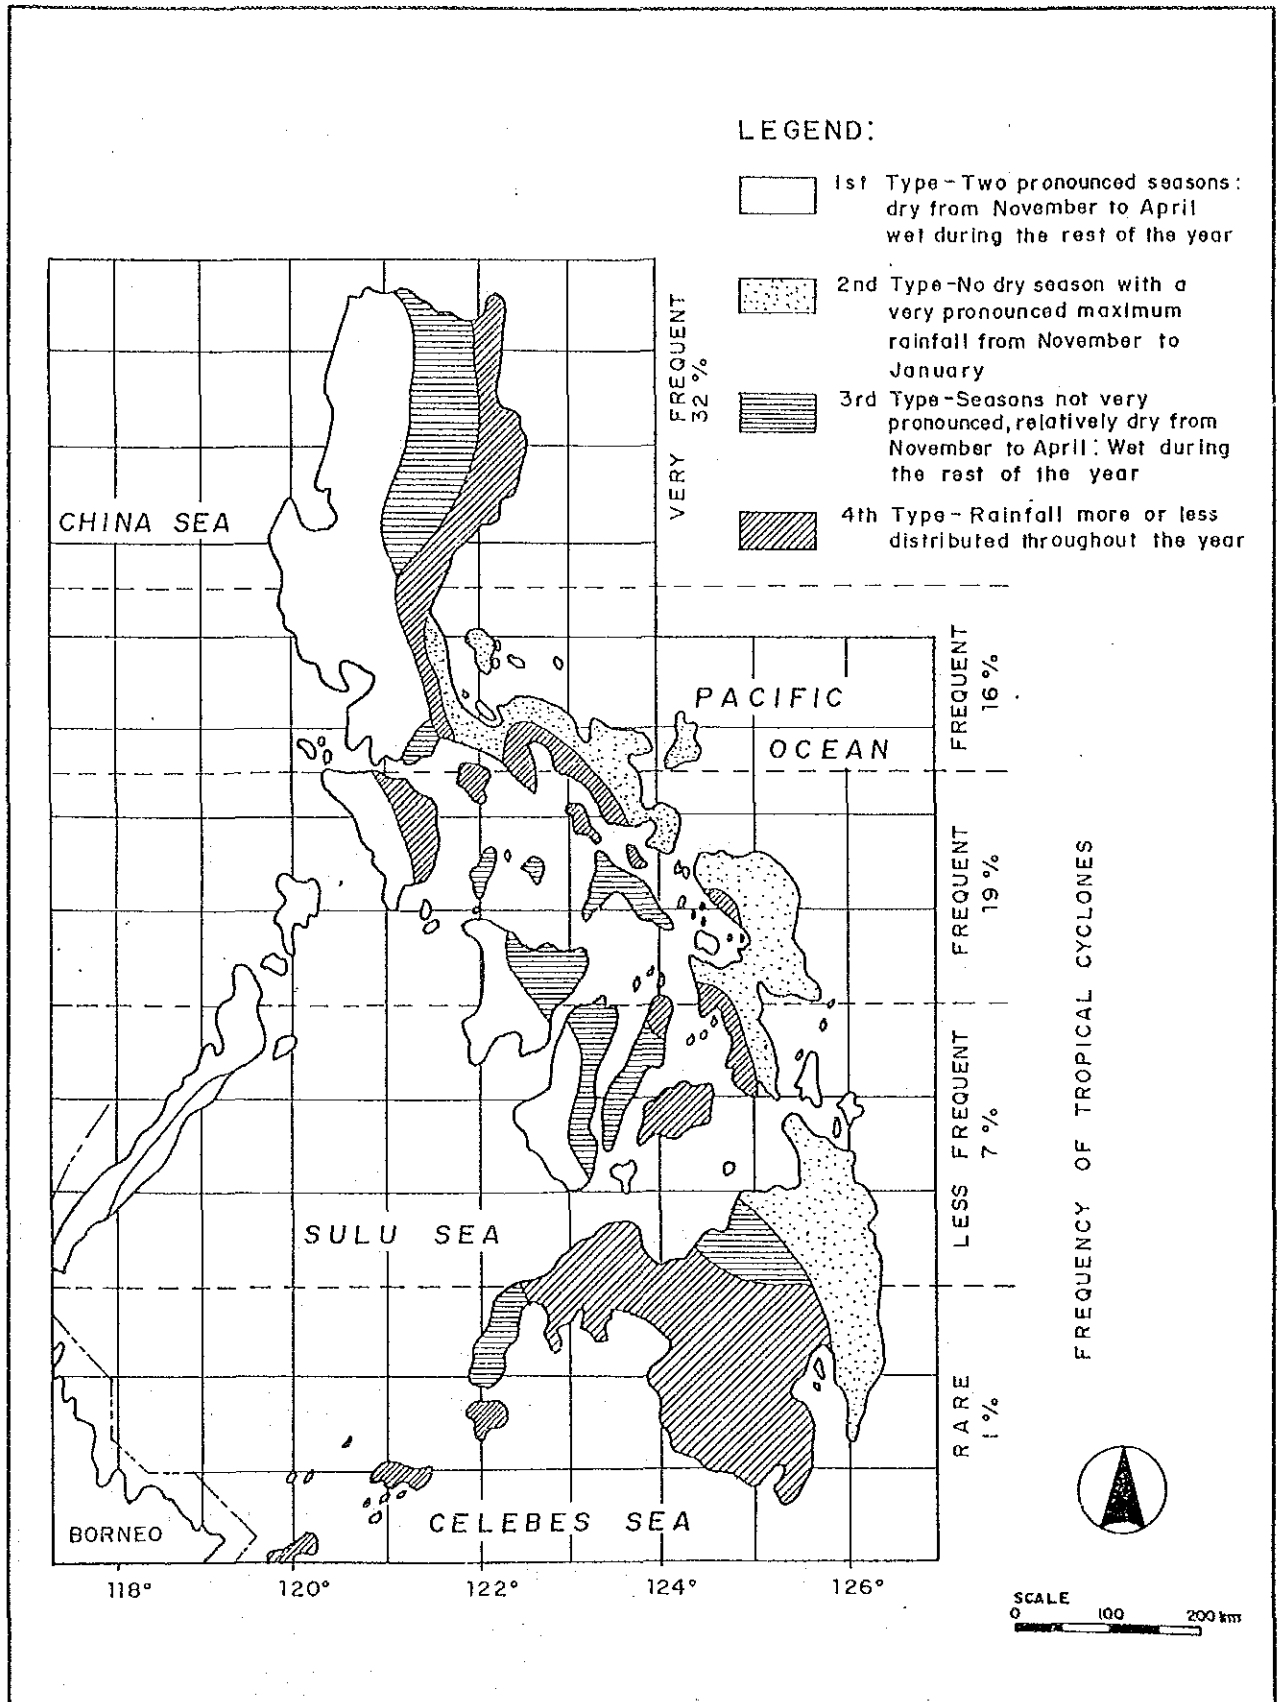 LEGEND:
1st Type-Two pronounced seasons:
dry from November to April
wet during the rest of the year
2nd Type-No dry season with a
very pronounced maximum
rainfall from November to
January
3rd Type-Seasons not very
pronounced, relatively dry from
November to April: Wet during
the rest of the year
4th Type-Rainfall more or less
distributed throughout the year
VERY FREQUENT
32 %
CHINA SEA
PACIFIC
OCEAN
FREQUENT
16 %
FREQUENT
19 %
LESS FREQUENT
7 %
RARE
1 %
FREQUENCY OF TROPICAL CYCLONES
SULU SEA
CELEBES SEA
BORNEO
118° 120° 122° 124° 126°
SCALE
0 100 200 km